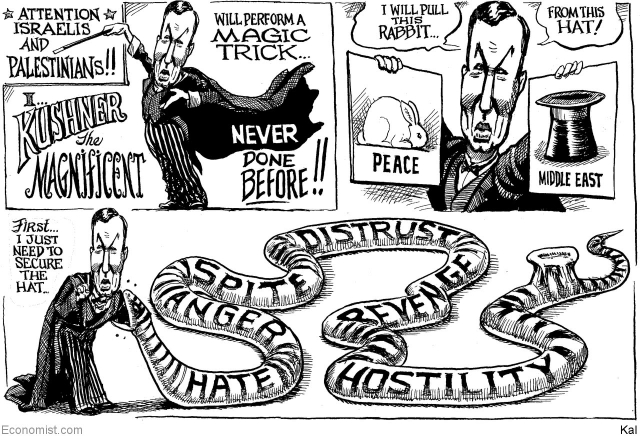 ★ ATTENTION ★
ISRAELIS
AND
PALESTINIANS!!
I...
KUSHNER
The
MAGNIFICENT
WILL PERFORM A
MAGIC
TRICK...
NEVER
DONE
BEFORE!!
I WILL PULL
THIS
RABBIT...
PEACE
FROM THIS
HAT!
MIDDLE EAST
First...
I JUST
NEED TO
SECURE
THE
HAT...
HATE
ANGER
SPITE
DISTRUST
REVENGE
HOSTILITY
Economist.com
Kal